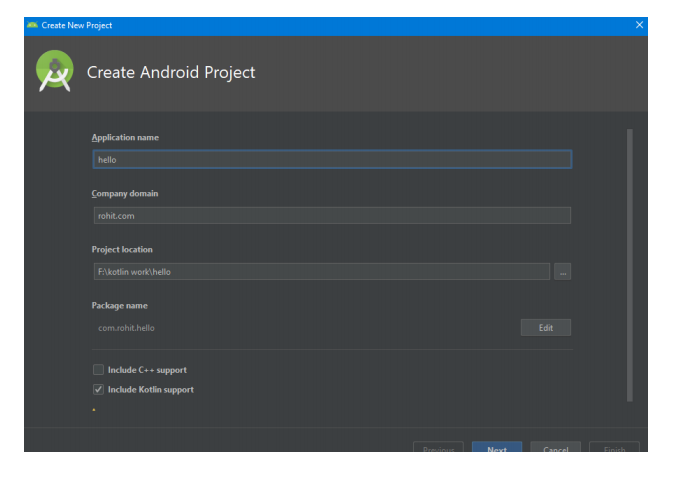 Create New Project
Create Android Project
Application name
hello
Company domain
rohit.com
Project location
F:\kotlin work\hello
...
Package name
com.rohit.hello
Edit
Include C++ support
Include Kotlin support
Previous Next Cancel Finish